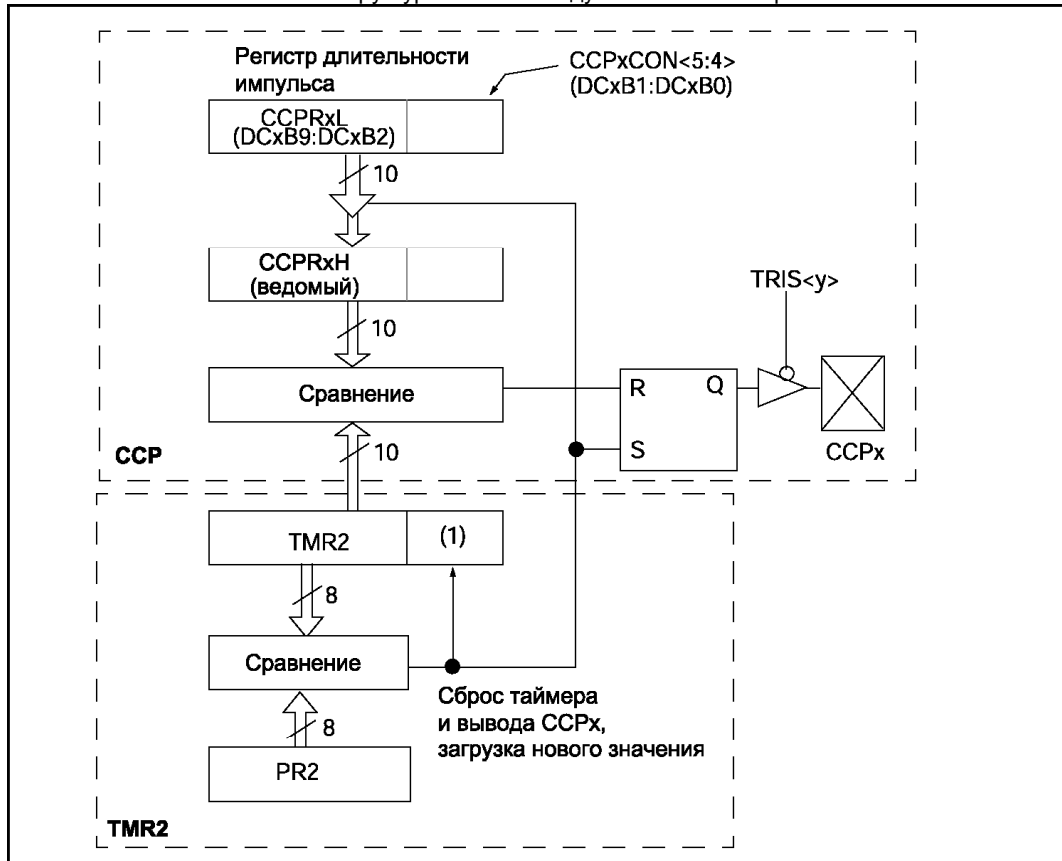 Регистр длительности
импульса
CCPxCON<5:4>
(DCxB1:DCxB0)
CCPRxL
(DCxB9:DCxB2)
10
CCPRxH
(ведомый)
10
TRIS<y>
Сравнение
R
Q
S
CCPx
10
CCP
TMR2
(1)
8
Сравнение
Сброс таймера
и вывода CCPx,
загрузка нового значения
8
PR2
TMR2